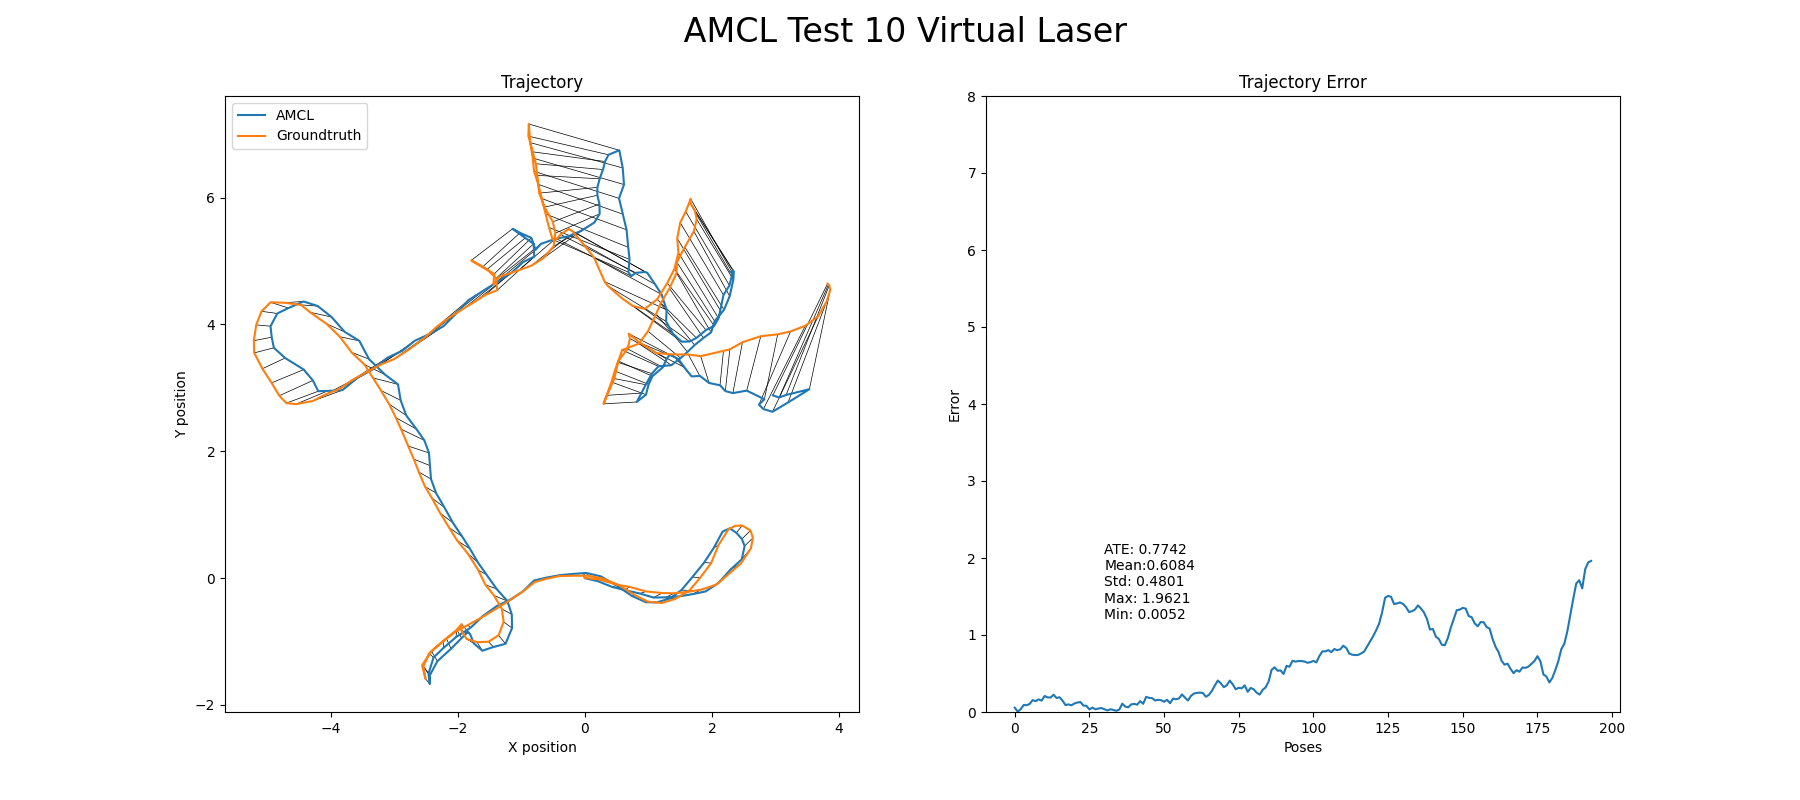 AMCL Test 10 Virtual Laser
Trajectory
AMCL
Groundtruth
6
4
2
0
−2
−4
−2
0
2
4
X position
Y position
Trajectory Error
8
7
6
5
4
3
2
1
0
ATE: 0.7742
Mean:0.6084
Std: 0.4801
Max: 1.9621
Min: 0.0052
0
25
50
75
100
125
150
175
200
Poses
Error